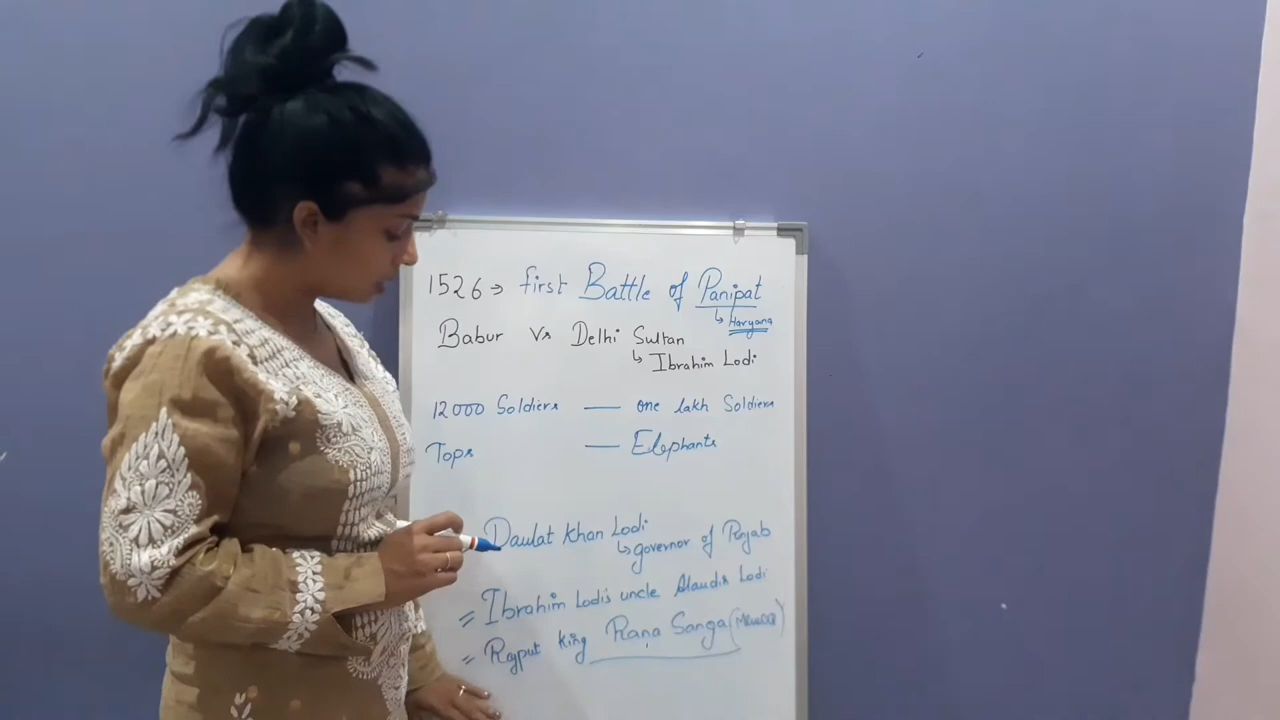 1526 → first Battle of Panipat
↳ Haryana
Babur Vs Delhi Sultan
↳ Ibrahim Lodi
12000 Soldiers — one lakh Soldiers
Tops — Elephants
Daulat Khan Lodi
↳ governor of Punjab
= Ibrahim Lodi's uncle Alaudin Lodi
= Rajput king Rana Sanga